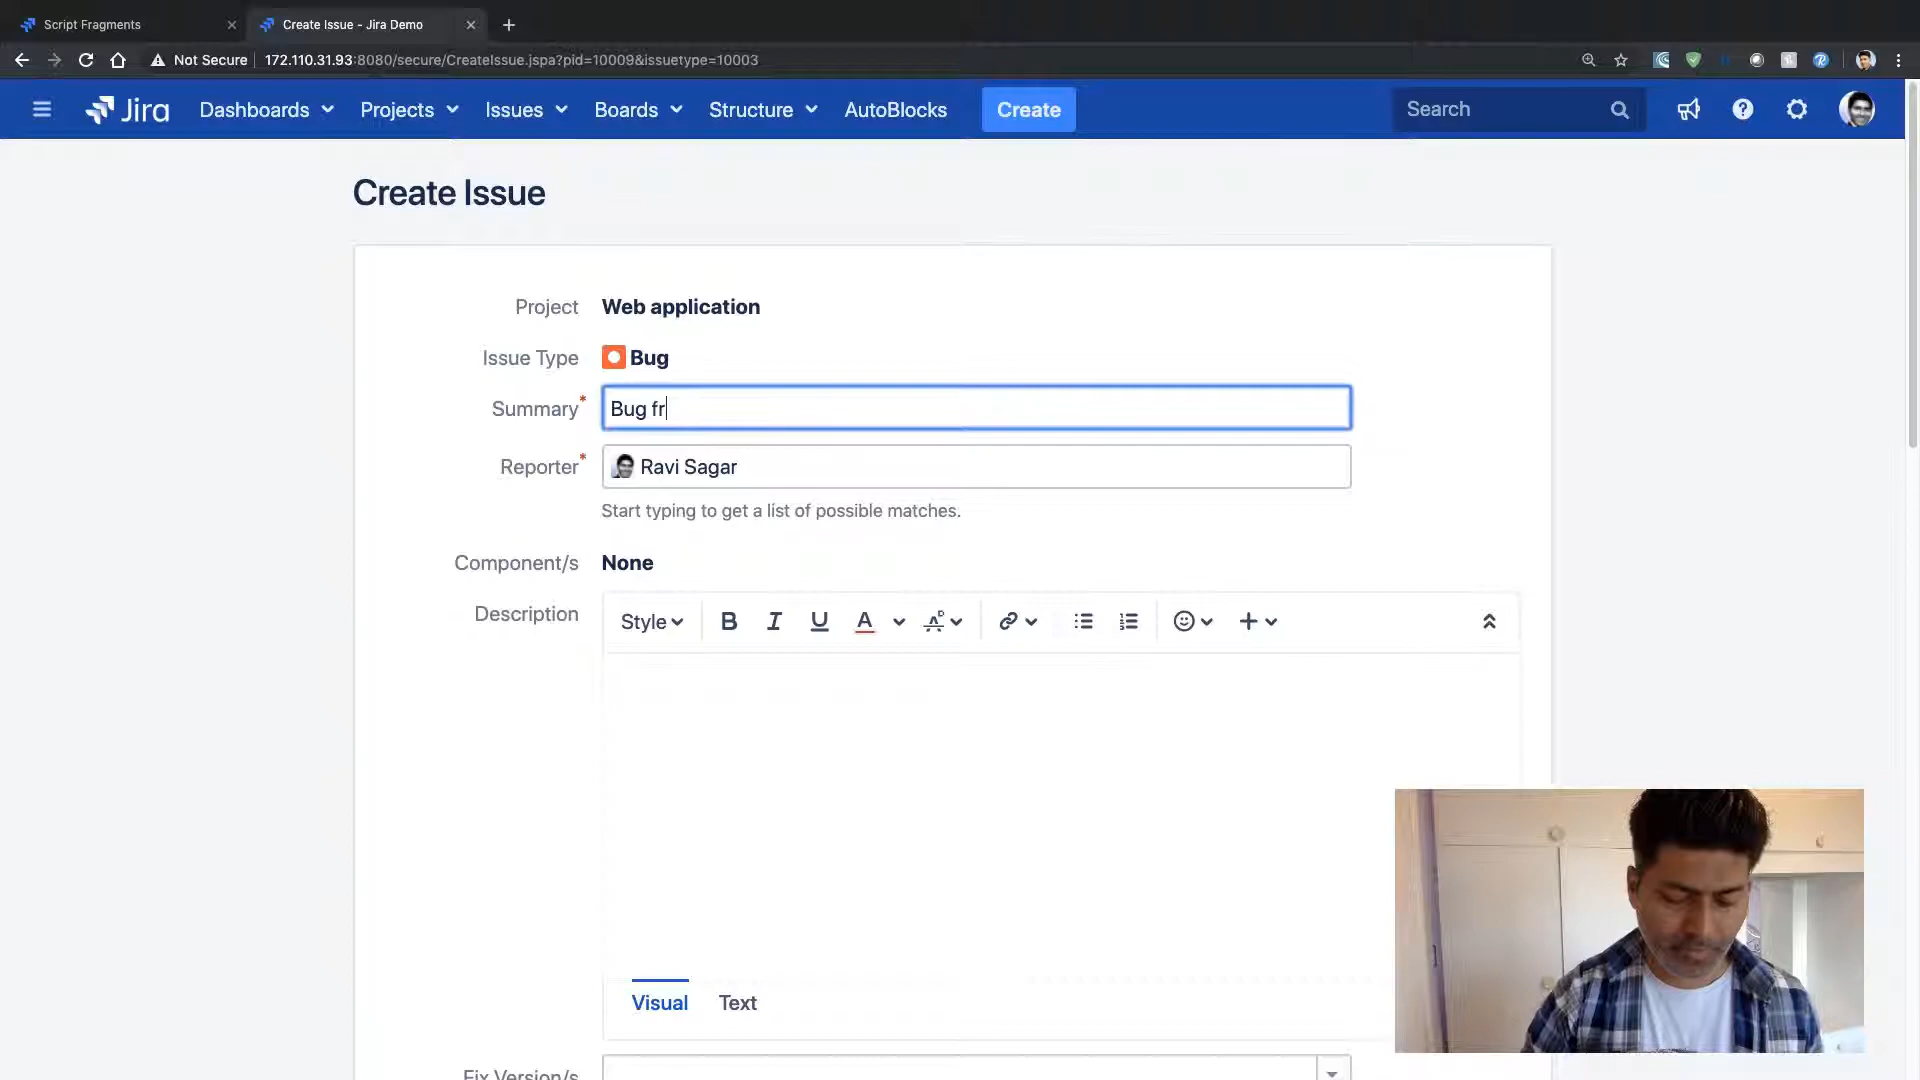 Script Fragments
Create Issue - Jira Demo
Not Secure 172.110.31.93:8080/secure/CreateIssue.jspa?pid=10009&issuetype=10003
Jira Dashboards Projects Issues Boards Structure AutoBlocks Create Search
Create Issue
Project Web application
Issue Type Bug
Summary* Bug fr
Reporter* Ravi Sagar
Start typing to get a list of possible matches.
Component/s None
Description Style B I U A
Visual Text
Fix Version/s